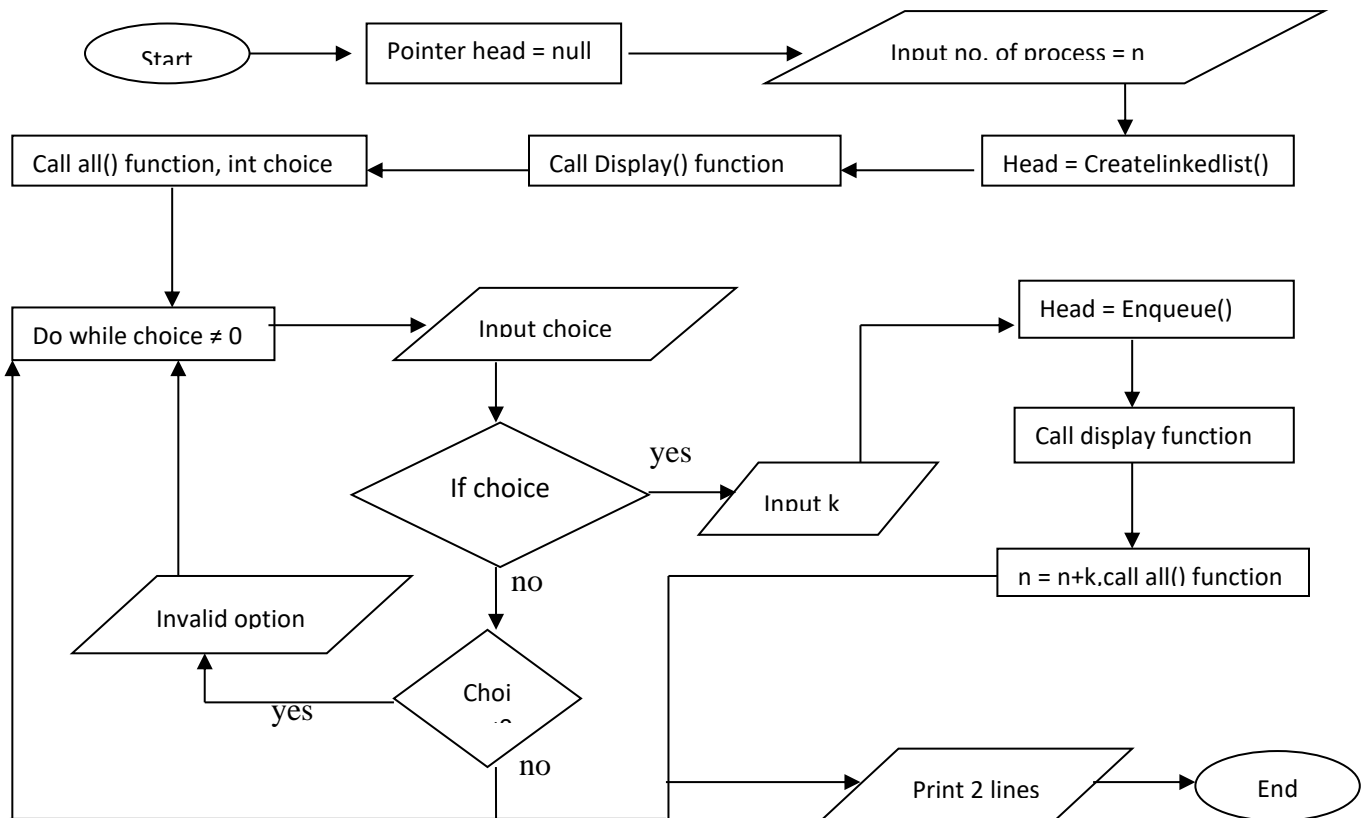 Start
Pointer head = null
Input no. of process = n
Call all() function, int choice
Call Display() function
Head = Createlinkedlist()
Do while choice ≠ 0
Input choice
Head = Enqueue()
Call display function
If choice
yes
Input k
n = n+k.call all() function
no
Invalid option
Choi
yes
no
Print 2 lines
End